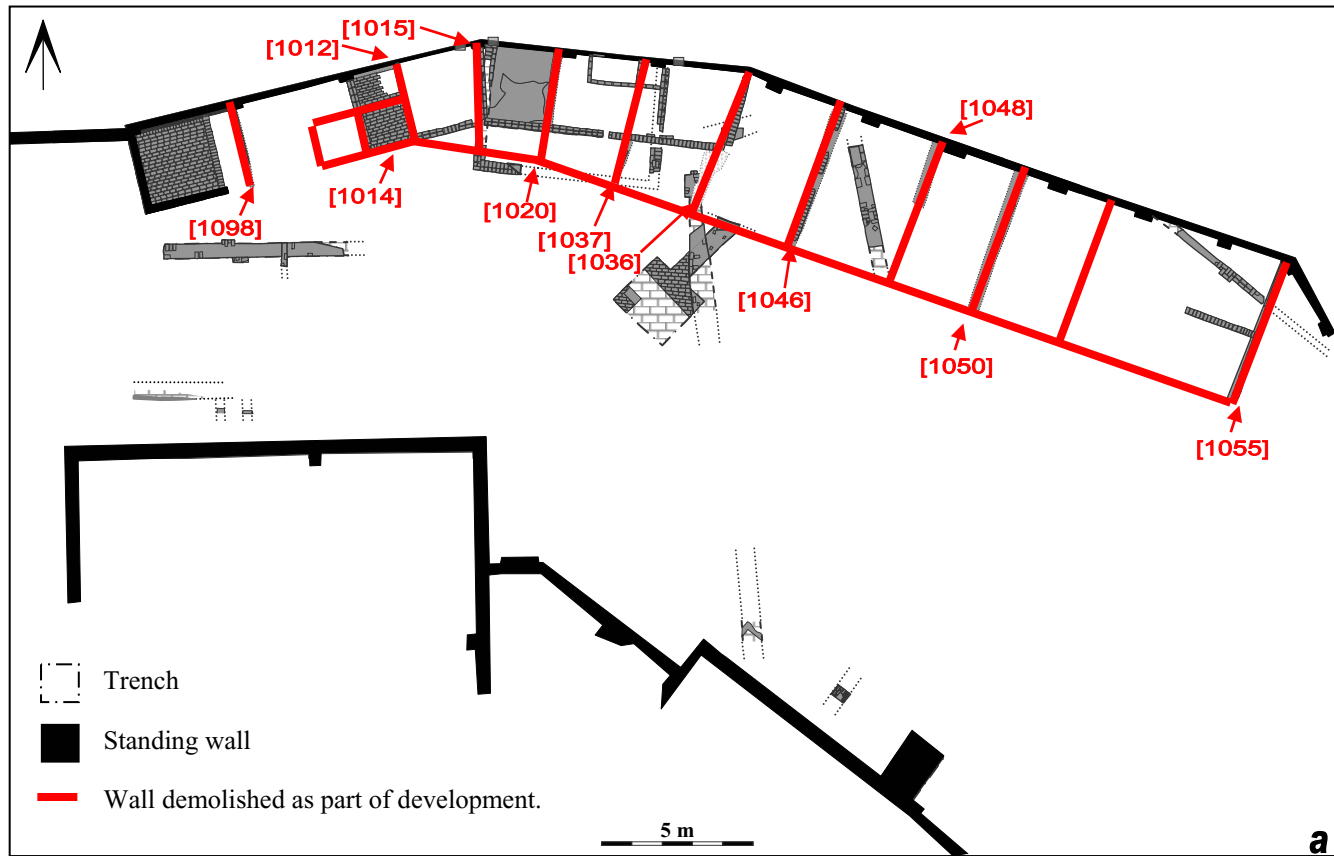 [1015]
[1012]
[1048]
[1014]
[1098]
[1020]
[1037]
[1036]
[1046]
[1050]
[1055]
Trench
Standing wall
Wall demolished as part of development.
5 m
a